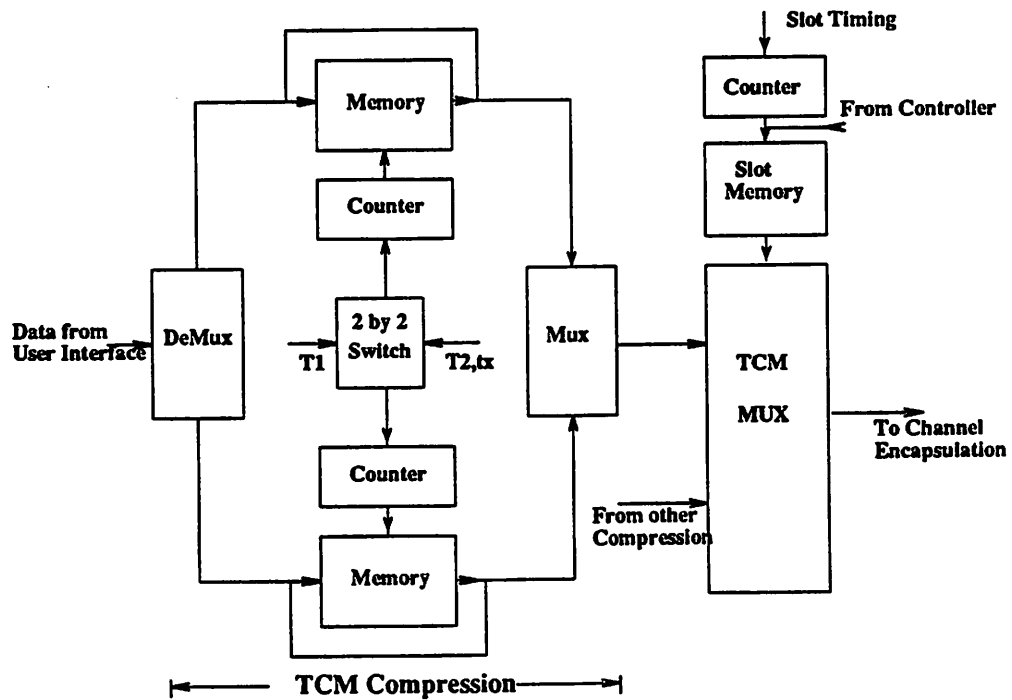 Slot Timing
Counter
From Controller
Slot
Memory
Memory
Counter
Data from
User Interface
DeMux
2 by 2
Switch
T1
T2,tx
Mux
TCM
MUX
To Channel
Encapsulation
From other
Compression
Counter
Memory
TCM Compression